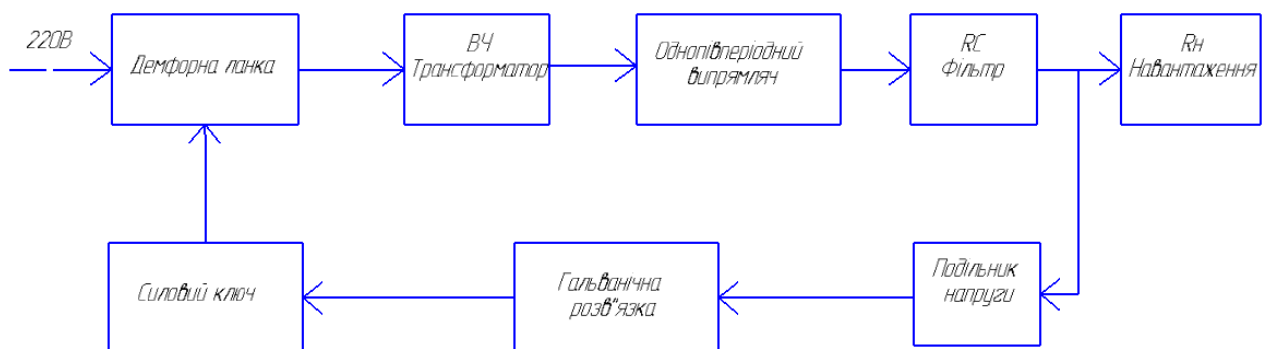 220В
Демфорна ланка
ВЧ
Трансформатор
Однопівперіодний
випрямляч
RC
Фільтр
Rн
Навантаження
Силовий ключ
Гальванічна
розв"язка
Подільник
напруги